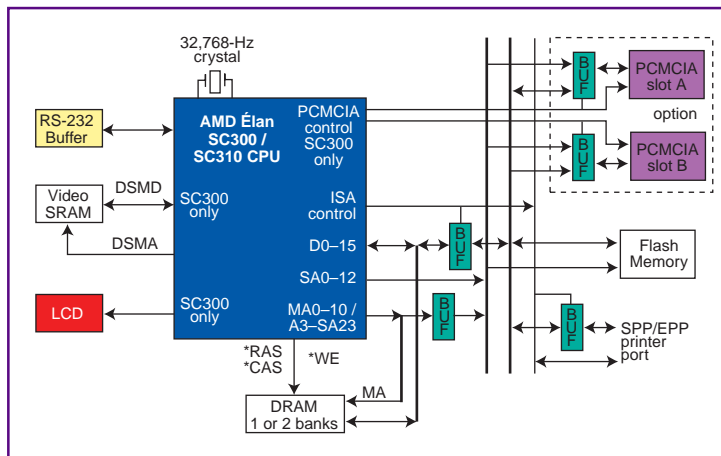 32,768-Hz
crystal
RS-232
Buffer
AMD Élan
SC300 /
SC310 CPU
PCMCIA
control
SC300
only
BUF
PCMCIA
slot A
option
BUF
PCMCIA
slot B
Video
SRAM
DSMD
DSMA
SC300
only
ISA
control
D0–15
BUF
SA0–12
Flash
Memory
LCD
SC300
only
MA0–10 /
A3–SA23
BUF
BUF
SPP/EPP
printer
port
*RAS
*CAS
*WE
MA
DRAM
1 or 2 banks